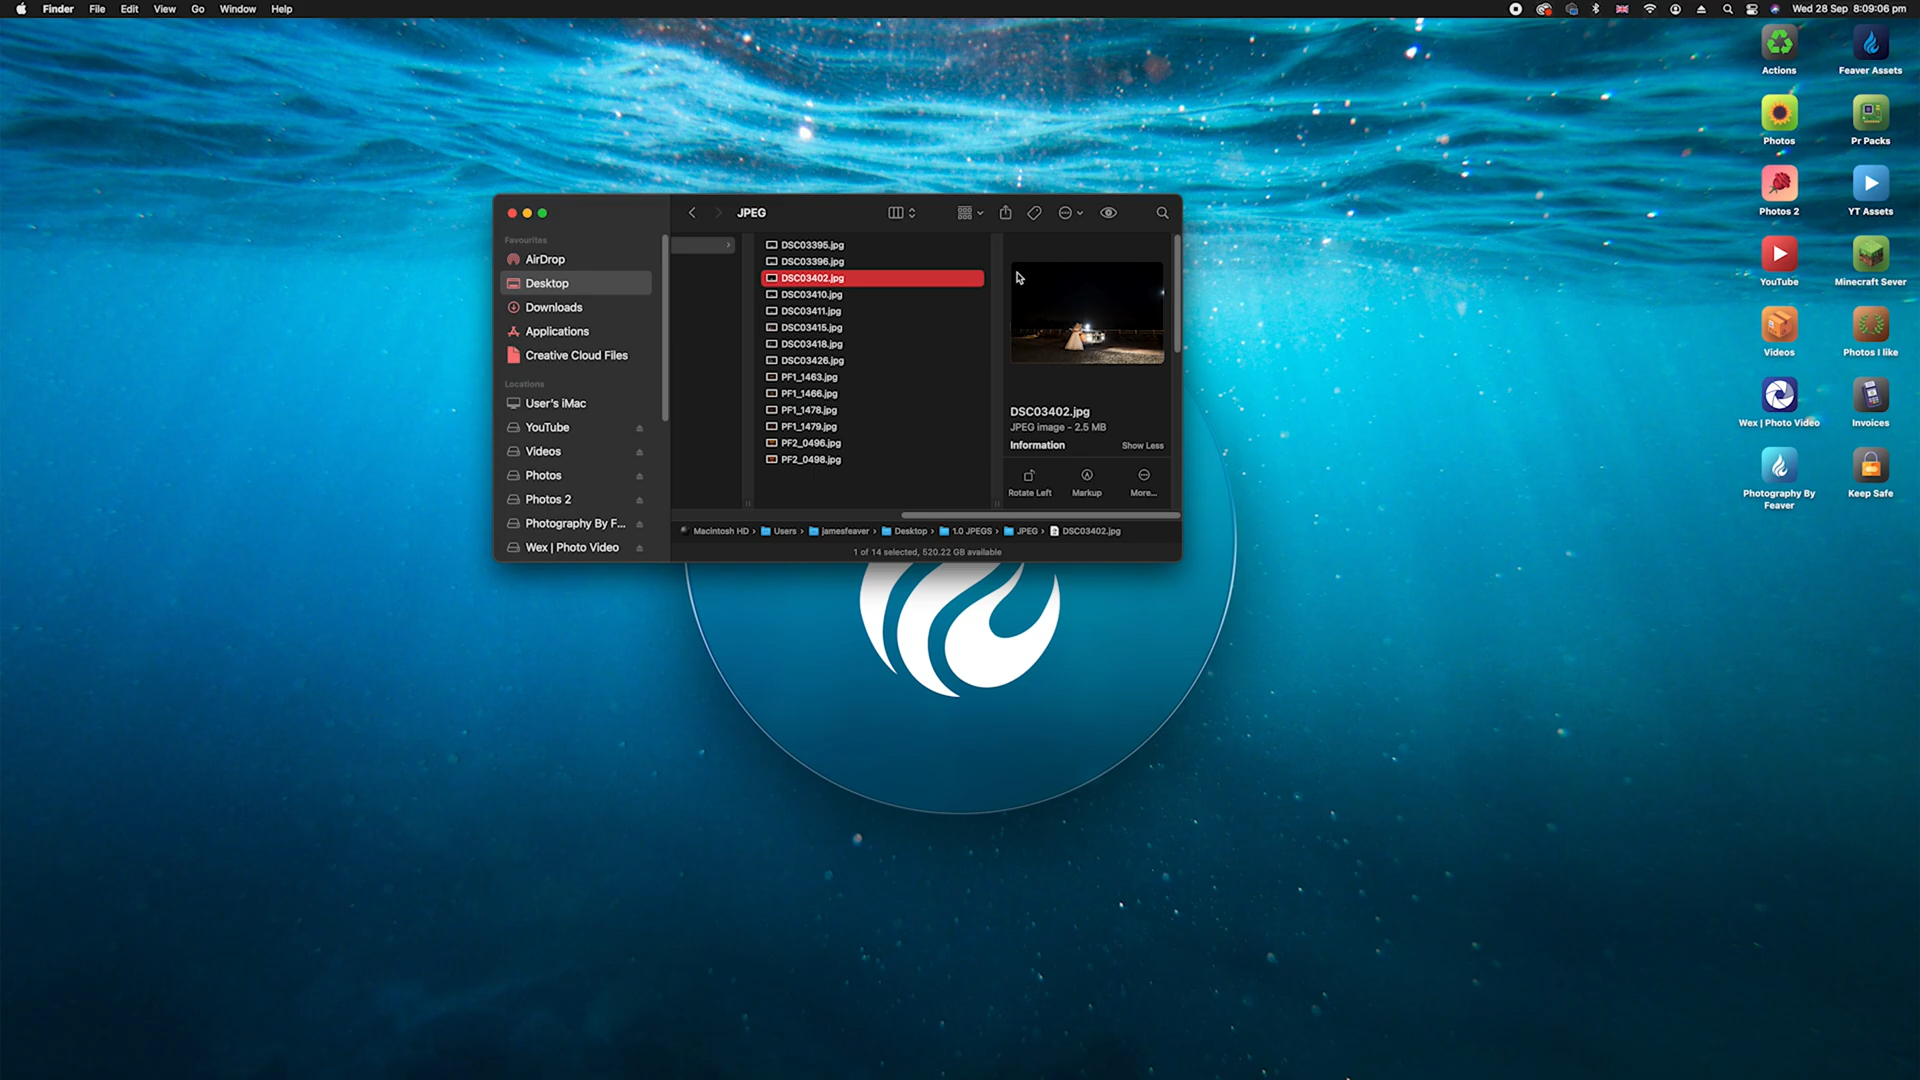 Finder File Edit View Go Window Help
Wed 28 Sep 8:09:06 pm
Actions
Feaver Assets
Photos
Pr Packs
Photos 2
YT Assets
YouTube
Minecraft Sever
Videos
Photos I like
Wex | Photo Video
Invoices
Photography By
Feaver
Keep Safe
JPEG
Favourites
AirDrop
Desktop
Downloads
Applications
Creative Cloud Files
Locations
User's iMac
YouTube
Videos
Photos
Photos 2
Photography By F...
Wex | Photo Video
DSC03395.jpg
DSC03396.jpg
DSC03402.jpg
DSC03410.jpg
DSC03411.jpg
DSC03415.jpg
DSC03418.jpg
DSC03426.jpg
PF1_1463.jpg
PF1_1466.jpg
PF1_1478.jpg
PF1_1479.jpg
PF2_0496.jpg
PF2_0498.jpg
DSC03402.jpg
JPEG image - 2.5 MB
Information Show Less
Rotate Left Markup More...
Macintosh HD › Users › jamesfeaver › Desktop › 1.0 JPEGS › JPEG › DSC03402.jpg
1 of 14 selected, 520.22 GB available